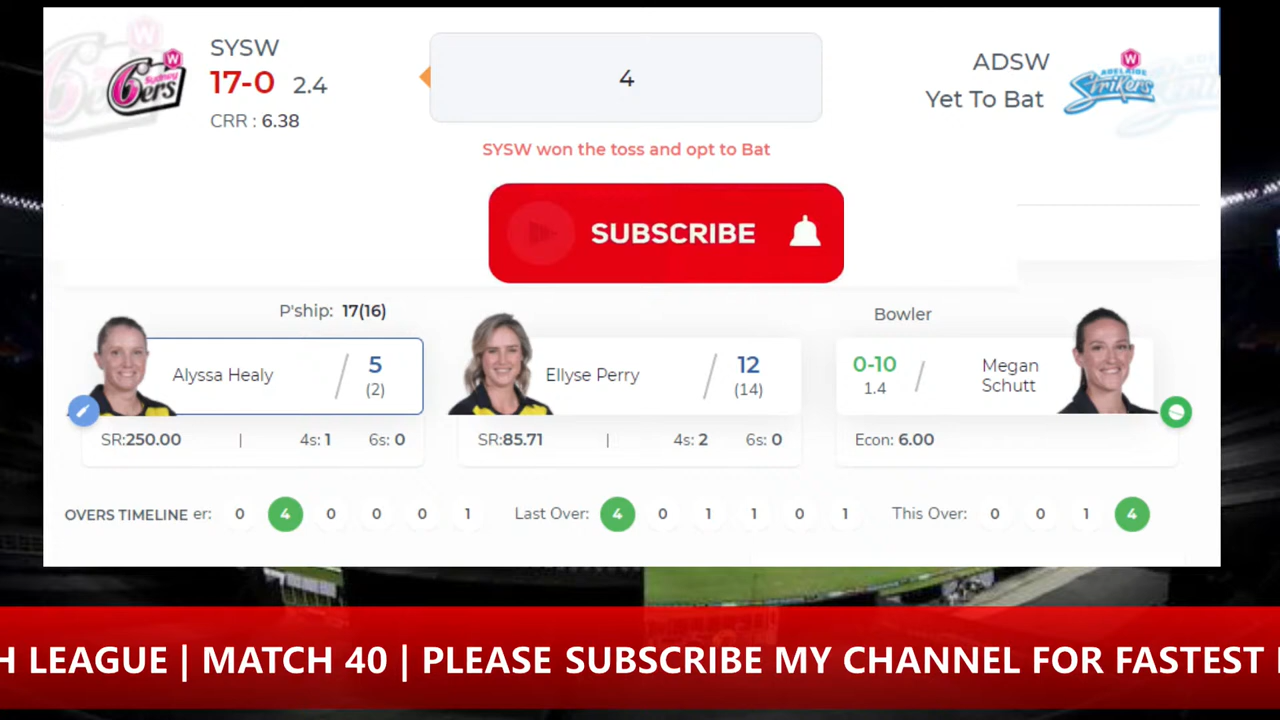 SYSW
17-0 2.4
CRR : 6.38
6ers
Sydney
W
4
SYSW won the toss and opt to Bat
ADSW
Yet To Bat
W
ADELAIDE
Strikers
SUBSCRIBE
P'ship: 17(16)
Alyssa Healy / 5
(2)
SR:250.00 | 4s: 1 6s: 0
Ellyse Perry / 12
(14)
SR:85.71 | 4s: 2 6s: 0
Bowler
0-10 / Megan
1.4 Schutt
Econ: 6.00
OVERS TIMELINE er: 0 4 0 0 0 1 Last Over: 4 0 1 1 0 1 This Over: 0 0 1 4
H LEAGUE | MATCH 40 | PLEASE SUBSCRIBE MY CHANNEL FOR FASTEST